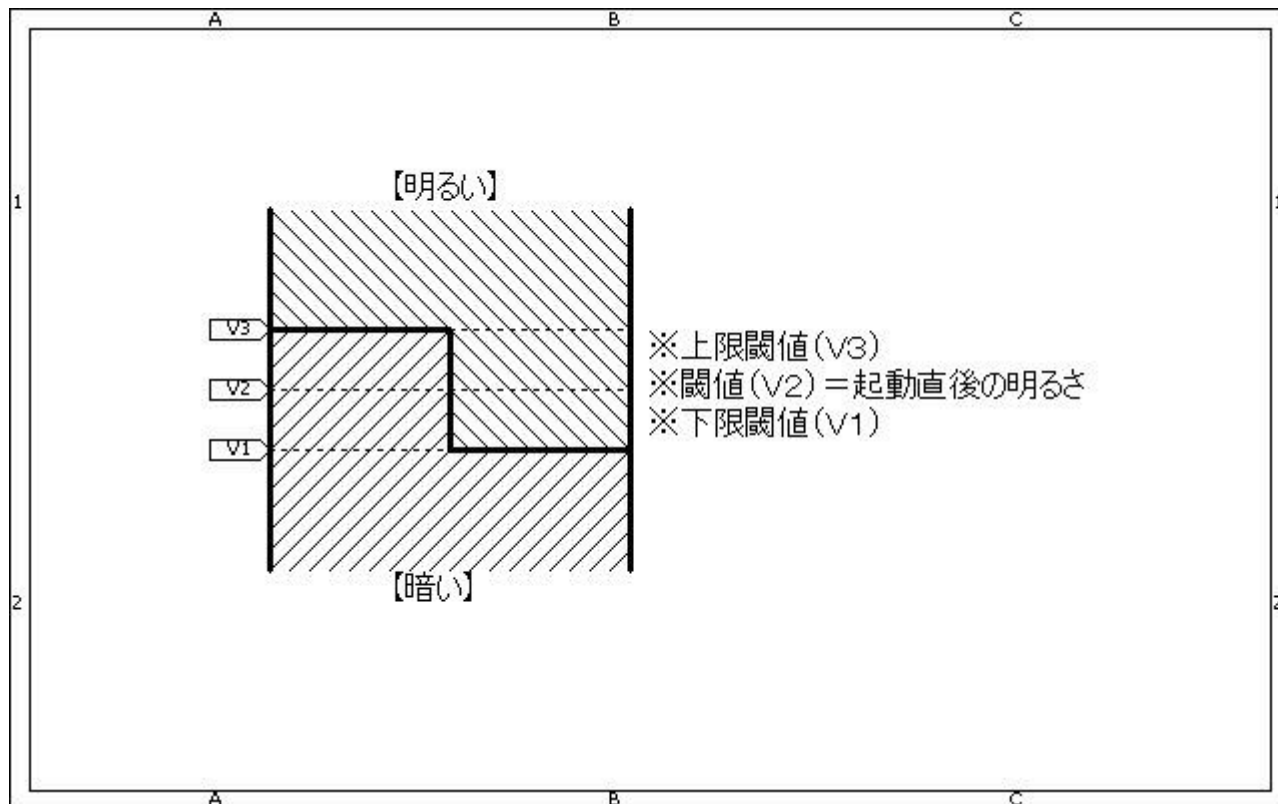 A B C
【明るい】
1 1
V3
※上限閾値(V3)
V2
※閾値(V2)=起動直後の明るさ
V1
※下限閾値(V1)
【暗い】
2 2
A B C